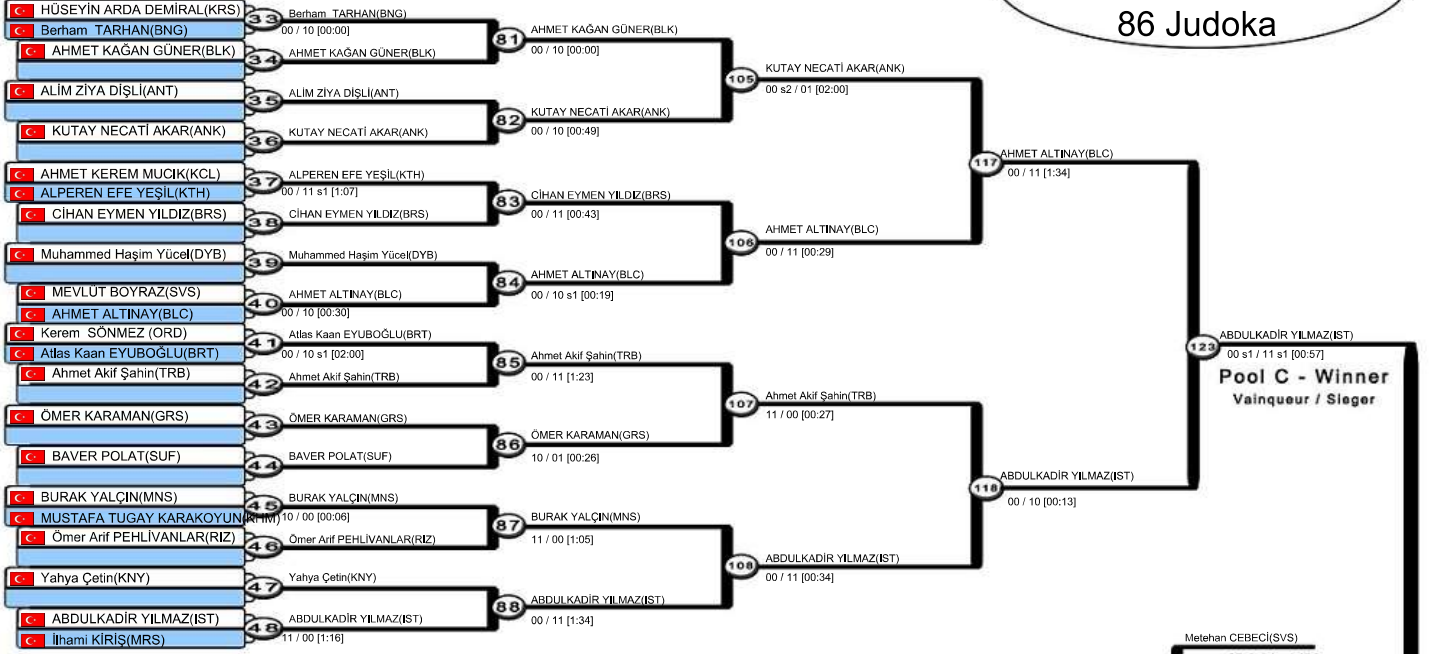 86 Judoka
HÜSEYİN ARDA DEMİRAL(KRS)
Berham TARHAN(BNG)
33
Berham TARHAN(BNG)
00 / 10 [00:00]
AHMET KAĞAN GÜNER(BLK)
34
AHMET KAĞAN GÜNER(BLK)
81
AHMET KAĞAN GÜNER(BLK)
00 / 10 [00:00]
ALİM ZİYA DİŞLİ(ANT)
35
ALİM ZİYA DİŞLİ(ANT)
KUTAY NECATİ AKAR(ANK)
36
KUTAY NECATİ AKAR(ANK)
82
KUTAY NECATİ AKAR(ANK)
00 / 10 [00:49]
105
KUTAY NECATİ AKAR(ANK)
00 s2 / 01 [02:00]
AHMET KEREM MUCIK(KCL)
ALPEREN EFE YEŞİL(KTH)
37
ALPEREN EFE YEŞİL(KTH)
00 / 11 s1 [1:07]
CİHAN EYMEN YILDIZ(BRS)
38
CİHAN EYMEN YILDIZ(BRS)
83
CİHAN EYMEN YILDIZ(BRS)
00 / 11 [00:43]
Muhammed Haşim Yücel(DYB)
39
Muhammed Haşim Yücel(DYB)
MEVLÜT BOYRAZ(SVS)
AHMET ALTINAY(BLC)
40
AHMET ALTINAY(BLC)
00 / 10 [00:30]
84
AHMET ALTINAY(BLC)
00 / 10 s1 [00:19]
106
AHMET ALTINAY(BLC)
00 / 11 [00:29]
117
AHMET ALTINAY(BLC)
00 / 11 [1:34]
Kerem SÖNMEZ (ORD)
Atlas Kaan EYUBOĞLU(BRT)
41
Atlas Kaan EYUBOĞLU(BRT)
00 / 10 s1 [02:00]
Ahmet Akif Şahin(TRB)
42
Ahmet Akif Şahin(TRB)
85
Ahmet Akif Şahin(TRB)
00 / 11 [1:23]
ÖMER KARAMAN(GRS)
43
ÖMER KARAMAN(GRS)
BAVER POLAT(SUF)
44
BAVER POLAT(SUF)
86
ÖMER KARAMAN(GRS)
10 / 01 [00:26]
107
Ahmet Akif Şahin(TRB)
11 / 00 [00:27]
BURAK YALÇIN(MNS)
MUSTAFA TUGAY KARAKOYUN(KHM)
45
BURAK YALÇIN(MNS)
10 / 00 [00:06]
Ömer Arif PEHLİVANLAR(RIZ)
46
Ömer Arif PEHLİVANLAR(RIZ)
87
BURAK YALÇIN(MNS)
11 / 00 [1:05]
Yahya Çetin(KNY)
47
Yahya Çetin(KNY)
ABDULKADİR YILMAZ(IST)
İlhami KİRİŞ(MRS)
48
ABDULKADİR YILMAZ(IST)
11 / 00 [1:16]
88
ABDULKADİR YILMAZ(IST)
00 / 11 [1:34]
108
ABDULKADİR YILMAZ(IST)
00 / 11 [00:34]
118
ABDULKADİR YILMAZ(IST)
00 / 10 [00:13]
123
ABDULKADİR YILMAZ(IST)
00 s1 / 11 s1 [00:57]
Pool C - Winner
Vainqueur / Sieger
Metehan CEBECİ(SVS)